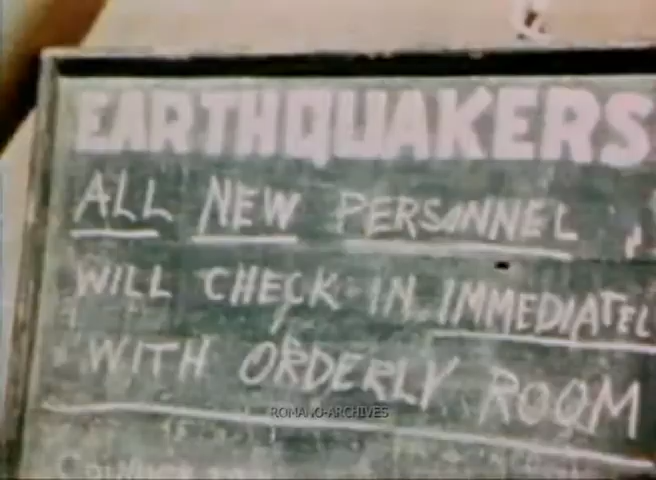 EARTHQUAKERS
ALL NEW PERSONNEL
WILL CHECK IN IMMEDIATEL
WITH ORDERLY ROOM
ROMANO-ARCHIVES